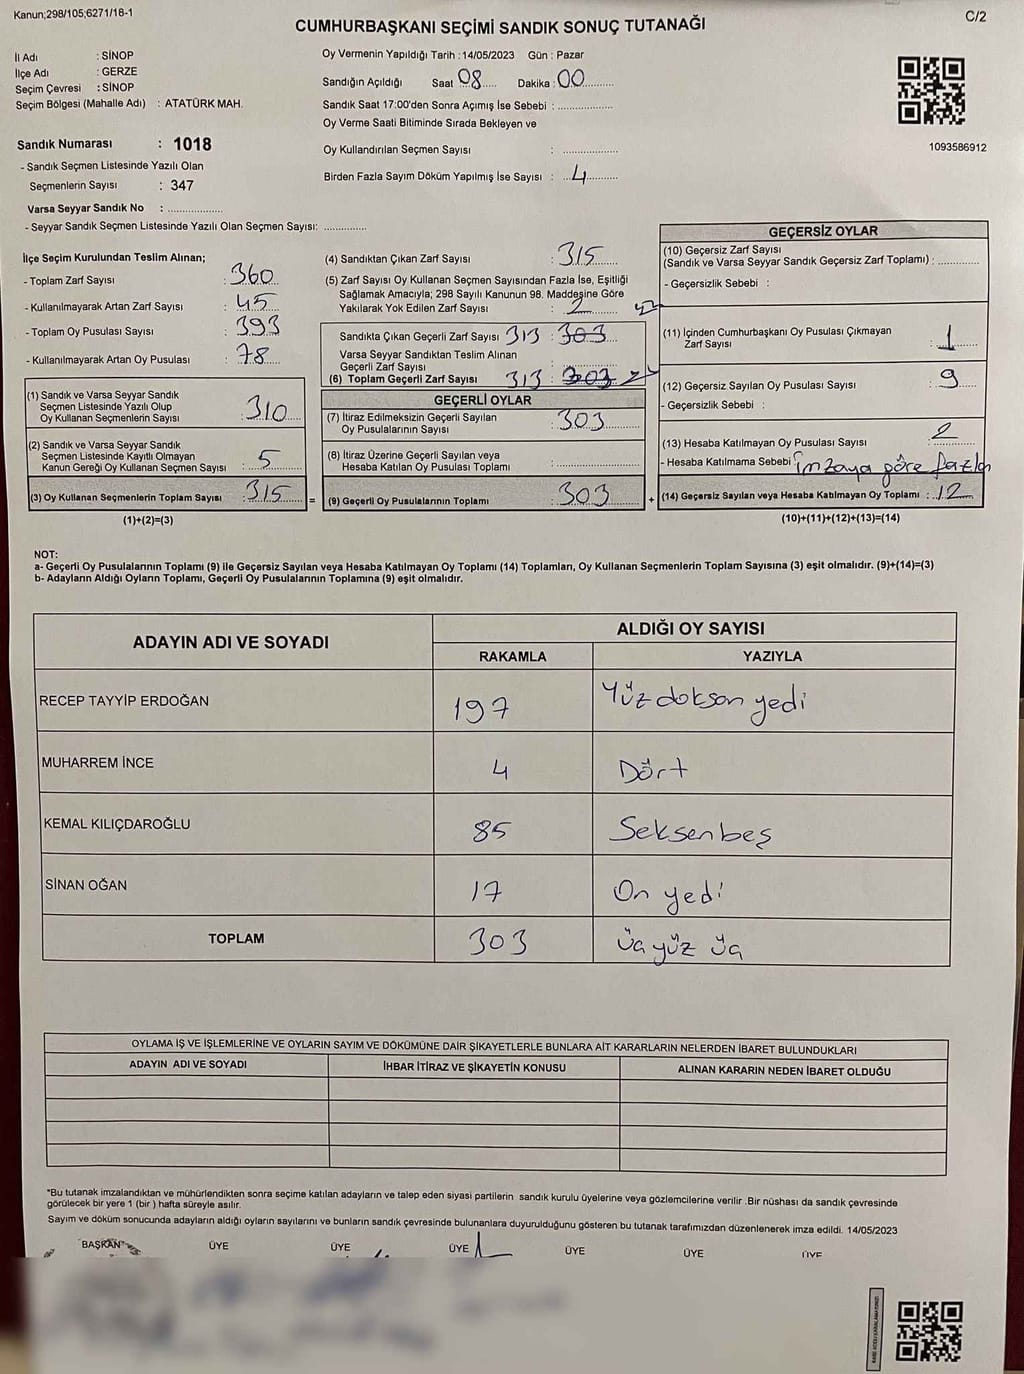 Kanun;298/105;6271/18-1
C/2
CUMHURBAŞKANI SEÇİMİ SANDIK SONUÇ TUTANAĞI
İl Adı : SİNOP
İlçe Adı : GERZE
Seçim Çevresi : SİNOP
Seçim Bölgesi (Mahalle Adı) : ATATÜRK MAH.
Sandık Numarası : 1018
- Sandık Seçmen Listesinde Yazılı Olan
Seçmenlerin Sayısı : 347
Varsa Seyyar Sandık No : ....................
- Seyyar Sandık Seçmen Listesinde Yazılı Olan Seçmen Sayısı: ...............
Oy Vermenin Yapıldığı Tarih : 14/05/2023 Gün : Pazar
Sandığın Açıldığı Saat 08 Dakika : 00
Sandık Saat 17:00'den Sonra Açımış İse Sebebi : ...................
Oy Verme Saati Bitiminde Sırada Bekleyen ve
Oy Kullandırılan Seçmen Sayısı : ...................
Birden Fazla Sayım Döküm Yapılmış İse Sayısı : 4
1093586912
İlçe Seçim Kurulundan Teslim Alınan;
- Toplam Zarf Sayısı : 360
- Kullanılmayarak Artan Zarf Sayısı : 45
- Toplam Oy Pusulası Sayısı : 393
- Kullanılmayarak Artan Oy Pusulası : 78
(1) Sandık ve Varsa Seyyar Sandık
Seçmen Listesinde Yazılı Olup
Oy Kullanan Seçmenlerin Sayısı : 310
(2) Sandık ve Varsa Seyyar Sandık
Seçmen Listesinde Kayıtlı Olmayan
Kanun Gereği Oy Kullanan Seçmen Sayısı : 5
(3) Oy Kullanan Seçmenlerin Toplam Sayısı : 315 =
(1)+(2)=(3)
(4) Sandıktan Çıkan Zarf Sayısı : 315
(5) Zarf Sayısı Oy Kullanan Seçmen Sayısından Fazla İse, Eşitliği
Sağlamak Amacıyla; 298 Sayılı Kanunun 98. Maddesine Göre
Yakılarak Yok Edilen Zarf Sayısı : 2
Sandıkta Çıkan Geçerli Zarf Sayısı 313 : 303
Varsa Seyyar Sandıktan Teslim Alınan
Geçerli Zarf Sayısı :
(6) Toplam Geçerli Zarf Sayısı 313 : 303
GEÇERLİ OYLAR
(7) İtiraz Edilmeksizin Geçerli Sayılan
Oy Pusulalarının Sayısı : 303
(8) İtiraz Üzerine Geçerli Sayılan veya
Hesaba Katılan Oy Pusulası Toplamı : ...................
(9) Geçerli Oy Pusulalarının Toplamı : 303 +
GEÇERSİZ OYLAR
(10) Geçersiz Zarf Sayısı
(Sandık ve Varsa Seyyar Sandık Geçersiz Zarf Toplamı) : .............
- Geçersizlik Sebebi :
(11) İçinden Cumhurbaşkanı Oy Pusulası Çıkmayan
Zarf Sayısı : 1
(12) Geçersiz Sayılan Oy Pusulası Sayısı : 9
- Geçersizlik Sebebi :
(13) Hesaba Katılmayan Oy Pusulası Sayısı : 2
- Hesaba Katılmama Sebebi : imzaya göre fazla
(14) Geçersiz Sayılan veya Hesaba Katılmayan Oy Toplamı : 12
(10)+(11)+(12)+(13)=(14)
NOT:
a- Geçerli Oy Pusulalarının Toplamı (9) ile Geçersiz Sayılan veya Hesaba Katılmayan Oy Toplamı (14) Toplamları, Oy Kullanan Seçmenlerin Toplam Sayısına (3) eşit olmalıdır. (9)+(14)=(3)
b- Adayların Aldığı Oyların Toplamı, Geçerli Oy Pusulalarının Toplamına (9) eşit olmalıdır.
ADAYIN ADI VE SOYADI ALDIĞI OY SAYISI
RAKAMLA YAZIYLA
RECEP TAYYİP ERDOĞAN 197 Yüzdoksan yedi
MUHARREM İNCE 4 Dört
KEMAL KILIÇDAROĞLU 85 Seksenbeş
SİNAN OĞAN 17 On yedi
TOPLAM 303 üç yüz üç
OYLAMA İŞ VE İŞLEMLERİNE VE OYLARIN SAYIM VE DÖKÜMÜNE DAİR ŞİKAYETLERLE BUNLARA AİT KARARLARIN NELERDEN İBARET BULUNDUKLARI
ADAYIN ADI VE SOYADI İHBAR İTİRAZ VE ŞİKAYETİN KONUSU ALINAN KARARIN NEDEN İBARET OLDUĞU
*Bu tutanak imzalandıktan ve mühürlendikten sonra seçime katılan adayların ve talep eden siyasi partilerin sandık kurulu üyelerine veya gözlemcilerine verilir .Bir nüshası da sandık çevresinde
görülecek bir yere 1 (bir ) hafta süreyle asılır.
Sayım ve döküm sonucunda adayların aldığı oyların sayılarını ve bunların sandık çevresinde bulunanlara duyurulduğunu gösteren bu tutanak tarafımızdan düzenlenerek imza edildi. 14/05/2023
BAŞKAN ÜYE ÜYE ÜYE ÜYE ÜYE ÜYE